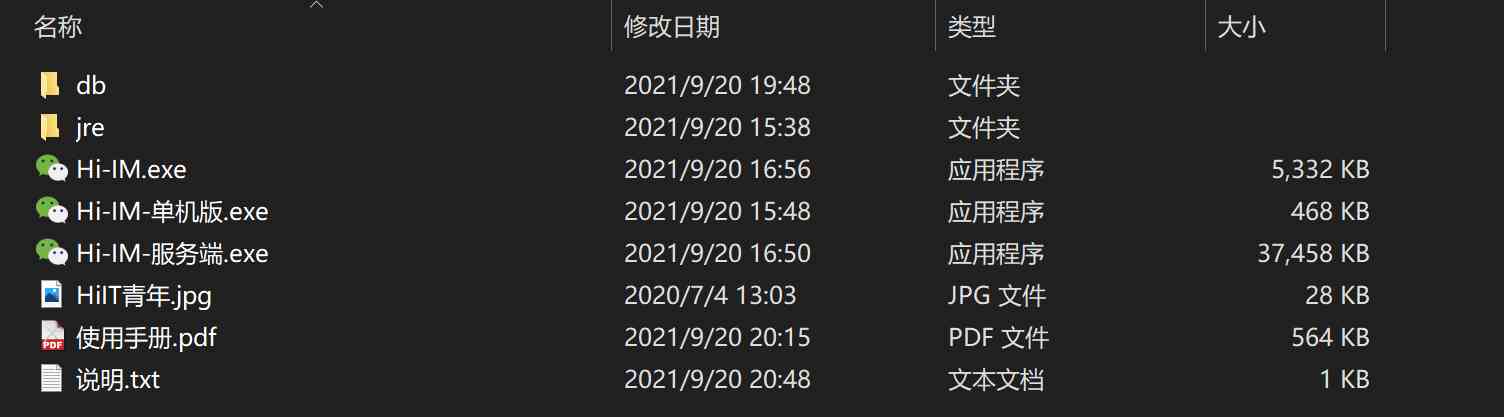 名称 修改日期 类型 大小
db 2021/9/20 19:48 文件夹
jre 2021/9/20 15:38 文件夹
Hi-IM.exe 2021/9/20 16:56 应用程序 5,332 KB
Hi-IM-单机版.exe 2021/9/20 15:48 应用程序 468 KB
Hi-IM-服务端.exe 2021/9/20 16:50 应用程序 37,458 KB
HiIT青年.jpg 2020/7/4 13:03 JPG 文件 28 KB
使用手册.pdf 2021/9/20 20:15 PDF 文件 564 KB
说明.txt 2021/9/20 20:48 文本文档 1 KB